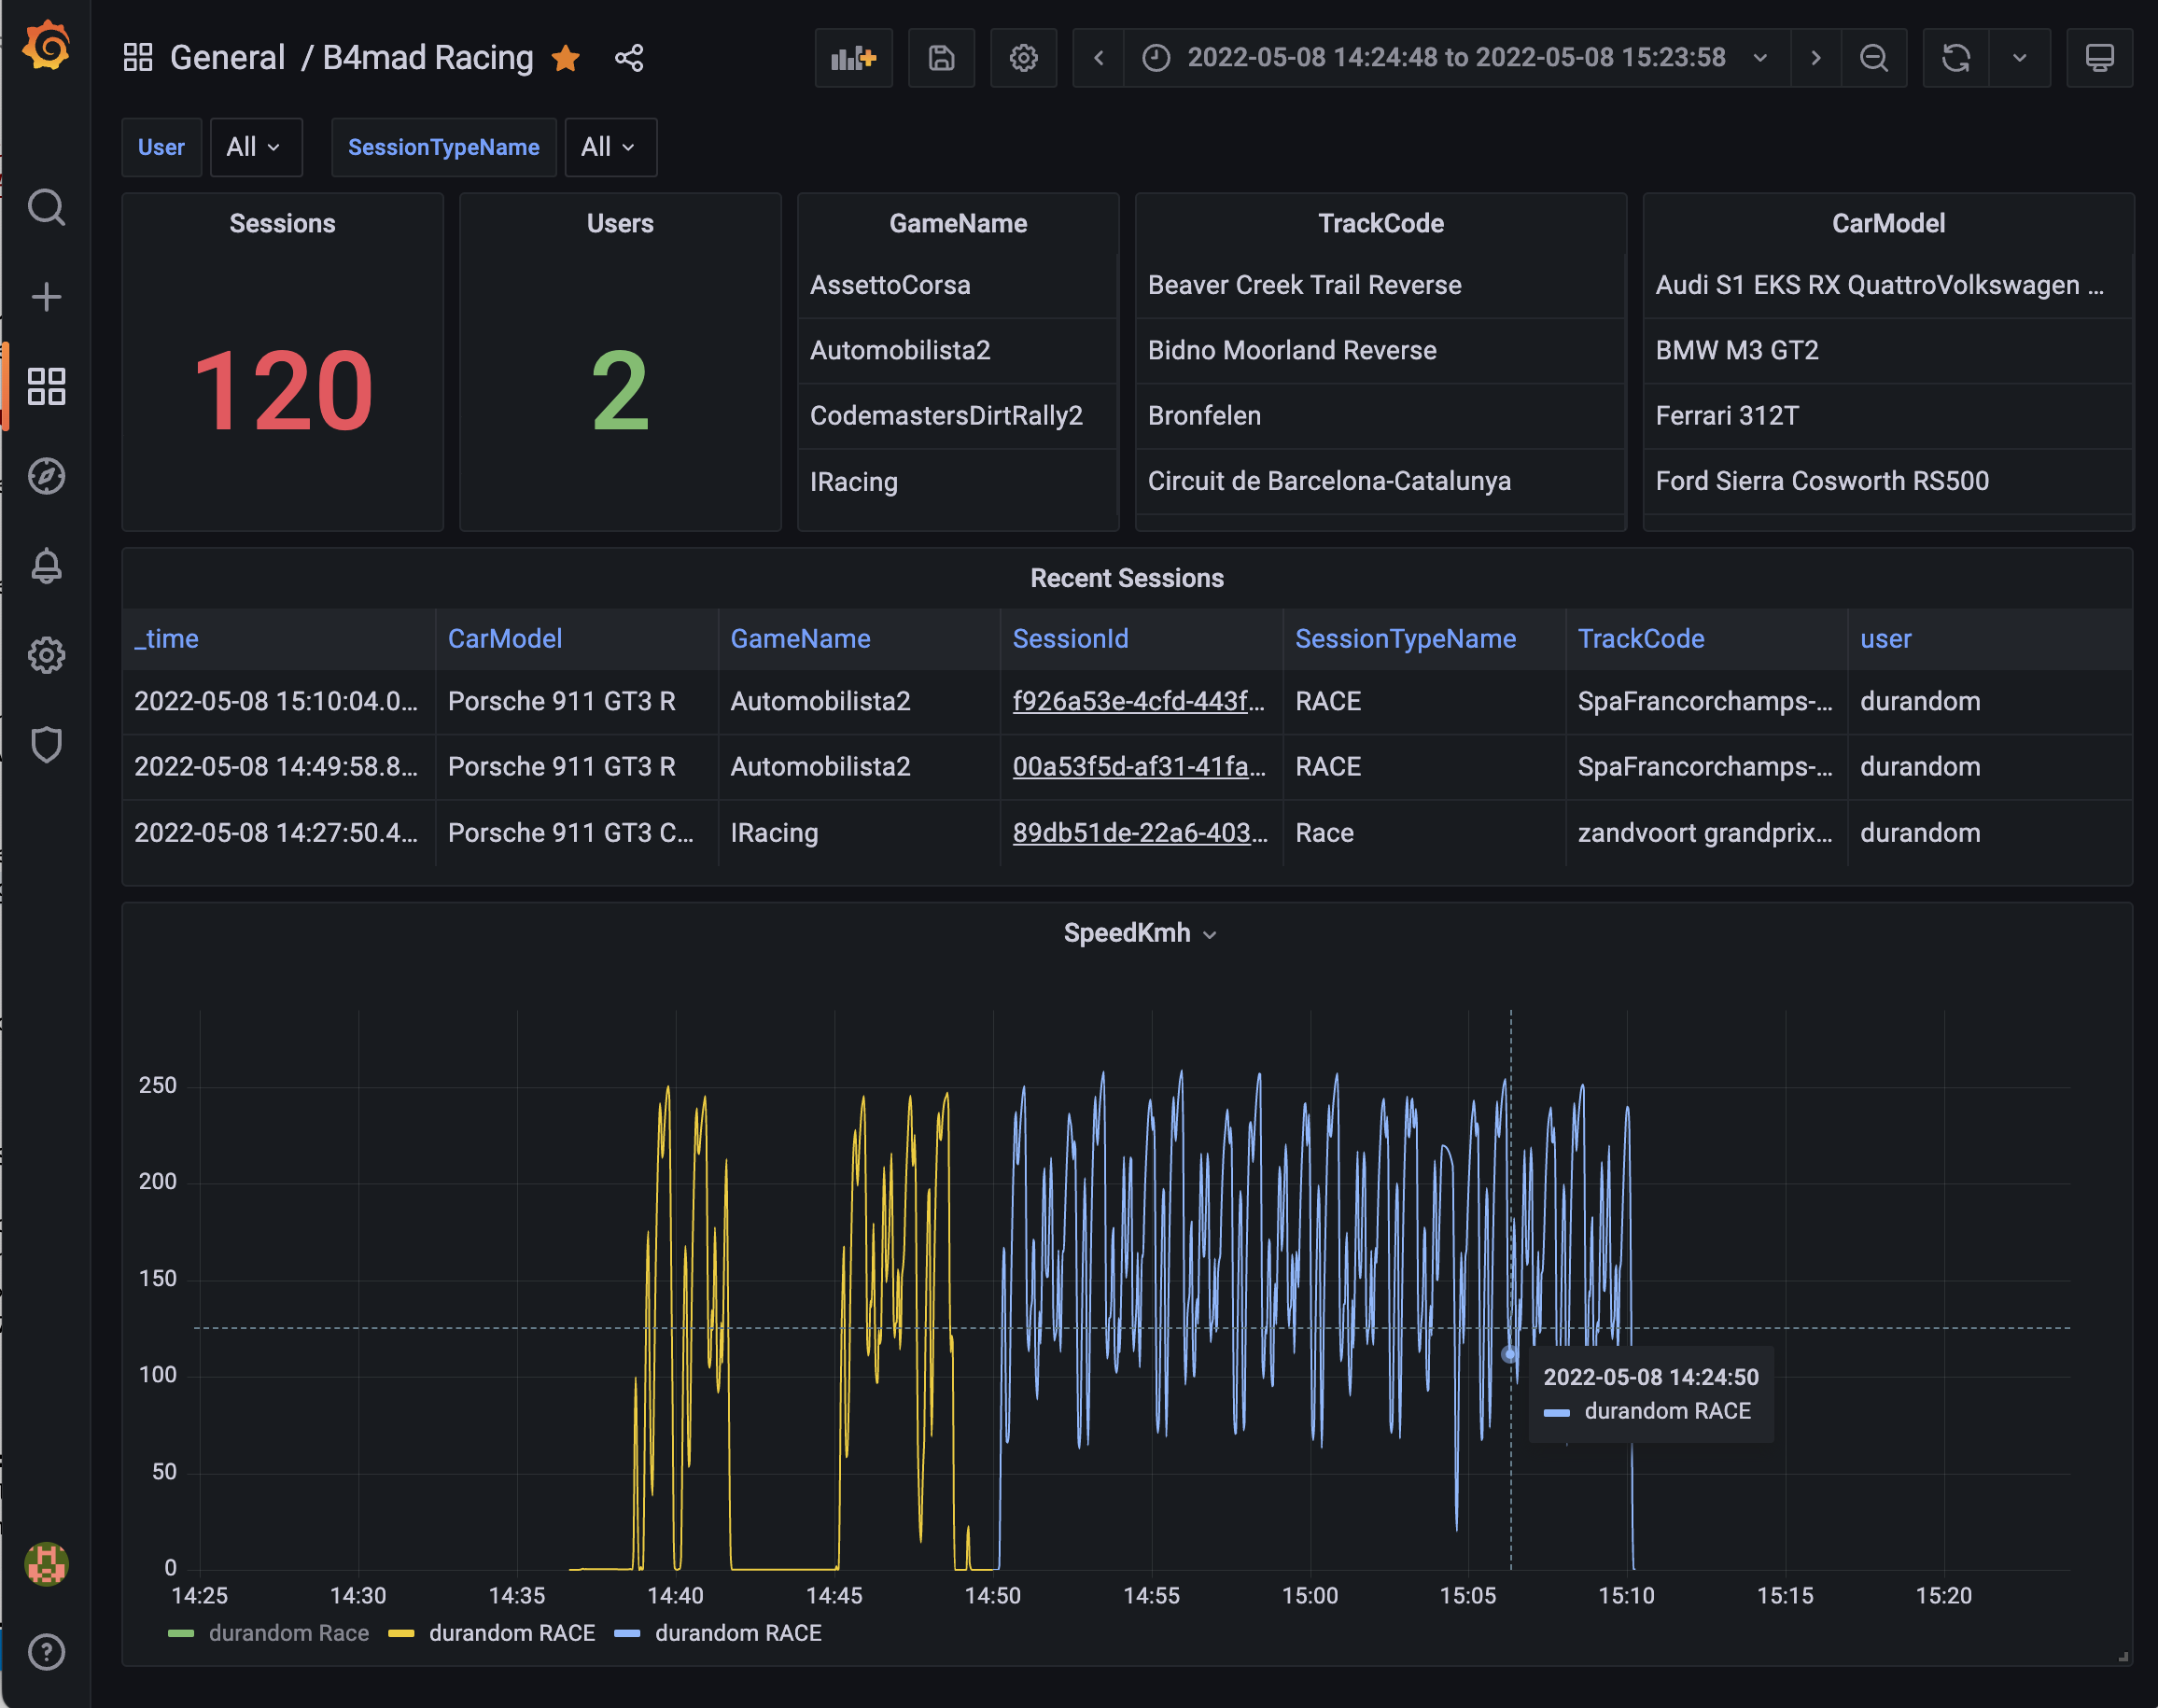 General / B4mad Racing
2022-05-08 14:24:48 to 2022-05-08 15:23:58
User All SessionTypeName All
Sessions
120
Users
2
GameName
AssettoCorsa
Automobilista2
CodemastersDirtRally2
IRacing
TrackCode
Beaver Creek Trail Reverse
Bidno Moorland Reverse
Bronfelen
Circuit de Barcelona-Catalunya
CarModel
Audi S1 EKS RX QuattroVolkswagen ...
BMW M3 GT2
Ferrari 312T
Ford Sierra Cosworth RS500
Recent Sessions
_time CarModel GameName SessionId SessionTypeName TrackCode user
2022-05-08 15:10:04.0... Porsche 911 GT3 R Automobilista2 f926a53e-4cfd-443f... RACE SpaFrancorchamps-... durandom
2022-05-08 14:49:58.8... Porsche 911 GT3 R Automobilista2 00a53f5d-af31-41fa... RACE SpaFrancorchamps-... durandom
2022-05-08 14:27:50.4... Porsche 911 GT3 C... IRacing 89db51de-22a6-403... Race zandvoort grandprix... durandom
SpeedKmh
250
200
150
100
50
0
14:25 14:30 14:35 14:40 14:45 14:50 14:55 15:00 15:05 15:10 15:15 15:20
2022-05-08 14:24:50
durandom RACE
durandom Race durandom RACE durandom RACE